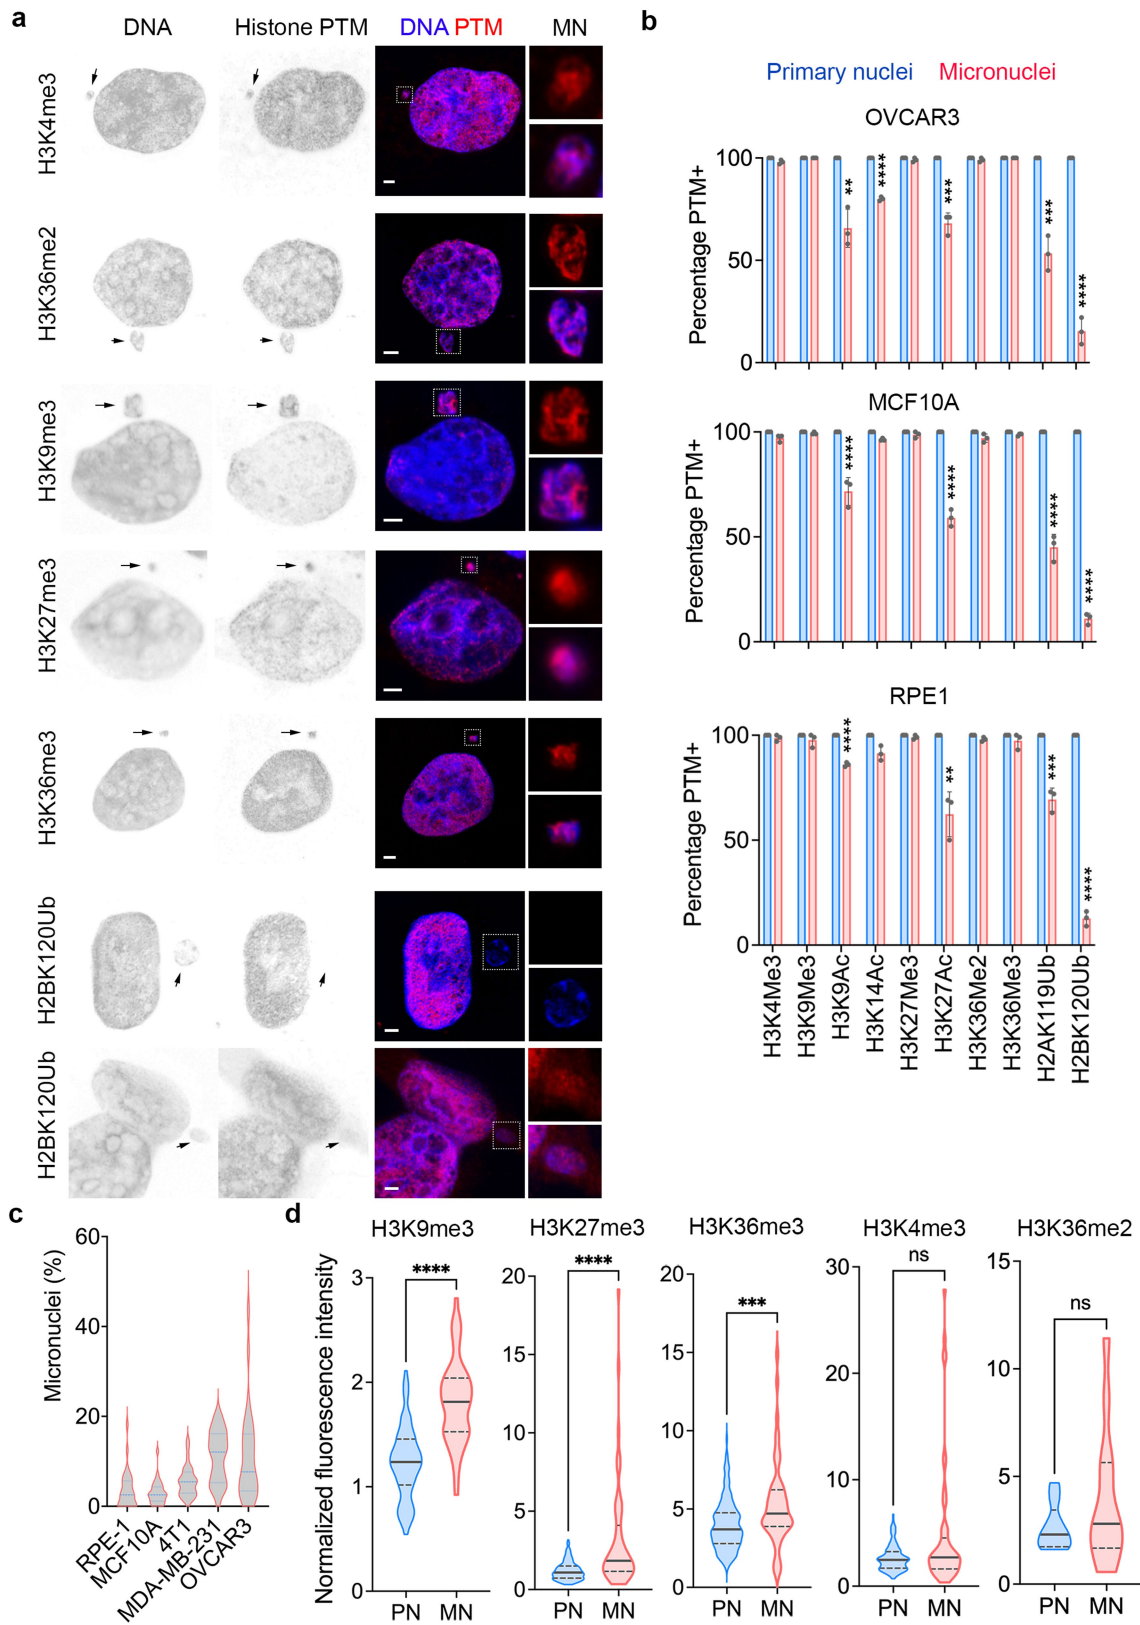 a
DNA
Histone PTM
DNA PTM
MN
H3K4me3
H3K36me2
H3K9me3
H3K27me3
H3K36me3
H2BK120Ub
H2BK120Ub
b
Primary nuclei
Micronuclei
OVCAR3
Percentage PTM+
100
50
0
**
****
***
***
****
MCF10A
Percentage PTM+
100
50
0
****
****
****
****
RPE1
Percentage PTM+
100
50
0
****
**
***
****
H3K4Me3
H3K9Me3
H3K9Ac
H3K14Ac
H3K27Me3
H3K27Ac
H3K36Me2
H3K36Me3
H2AK119Ub
H2BK120Ub
c
Micronuclei (%)
60
40
20
0
RPE-1
MCF10A
4T1
MDA-MB-231
OVCAR3
d
Normalized fluorescence intensity
H3K9me3
****
3
2
1
0
PN MN
H3K27me3
****
20
15
10
5
0
PN MN
H3K36me3
***
20
15
10
5
0
PN MN
H3K4me3
ns
30
20
10
0
PN MN
H3K36me2
ns
15
10
5
0
PN MN